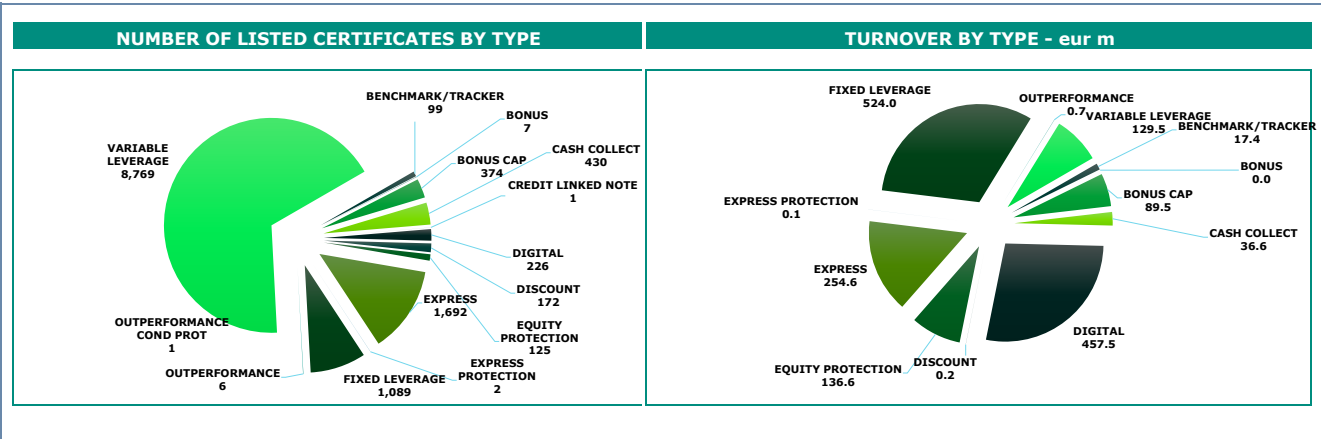 NUMBER OF LISTED CERTIFICATES BY TYPE
BENCHMARK/TRACKER
99
BONUS
7
VARIABLE
LEVERAGE
8,769
BONUS CAP
374
CASH COLLECT
430
CREDIT LINKED NOTE
1
DIGITAL
226
DISCOUNT
172
EXPRESS
1,692
EQUITY
PROTECTION
125
OUTPERFORMANCE
COND PROT
1
EXPRESS
PROTECTION
2
OUTPERFORMANCE
6
FIXED LEVERAGE
1,089
TURNOVER BY TYPE - eur m
FIXED LEVERAGE
524.0
OUTPERFORMANCE
0.7
VARIABLE LEVERAGE
129.5
BENCHMARK/TRACKER
17.4
BONUS
0.0
BONUS CAP
89.5
EXPRESS PROTECTION
0.1
CASH COLLECT
36.6
EXPRESS
254.6
DIGITAL
457.5
DISCOUNT
0.2
EQUITY PROTECTION
136.6